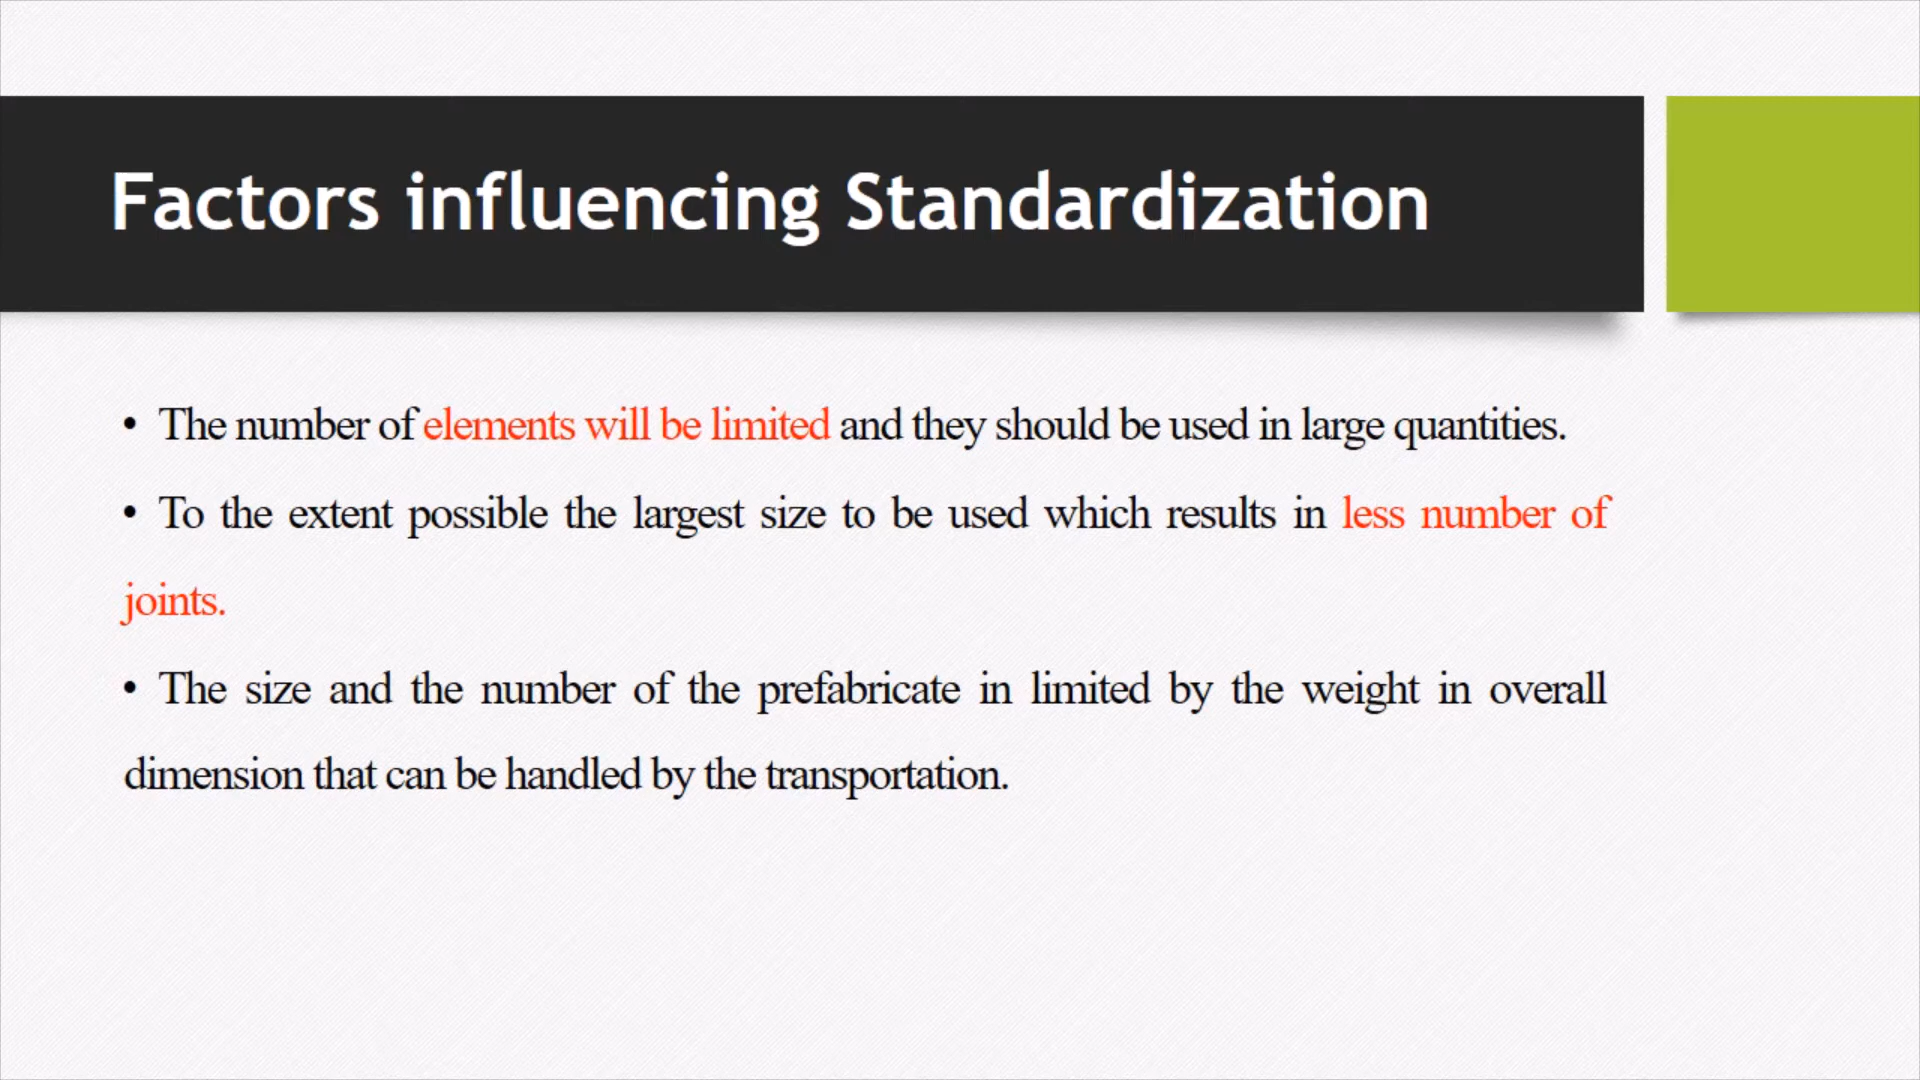 Factors influencing Standardization
• The number of elements will be limited and they should be used in large quantities.
• To the extent possible the largest size to be used which results in less number of
joints.
• The size and the number of the prefabricate in limited by the weight in overall
dimension that can be handled by the transportation.